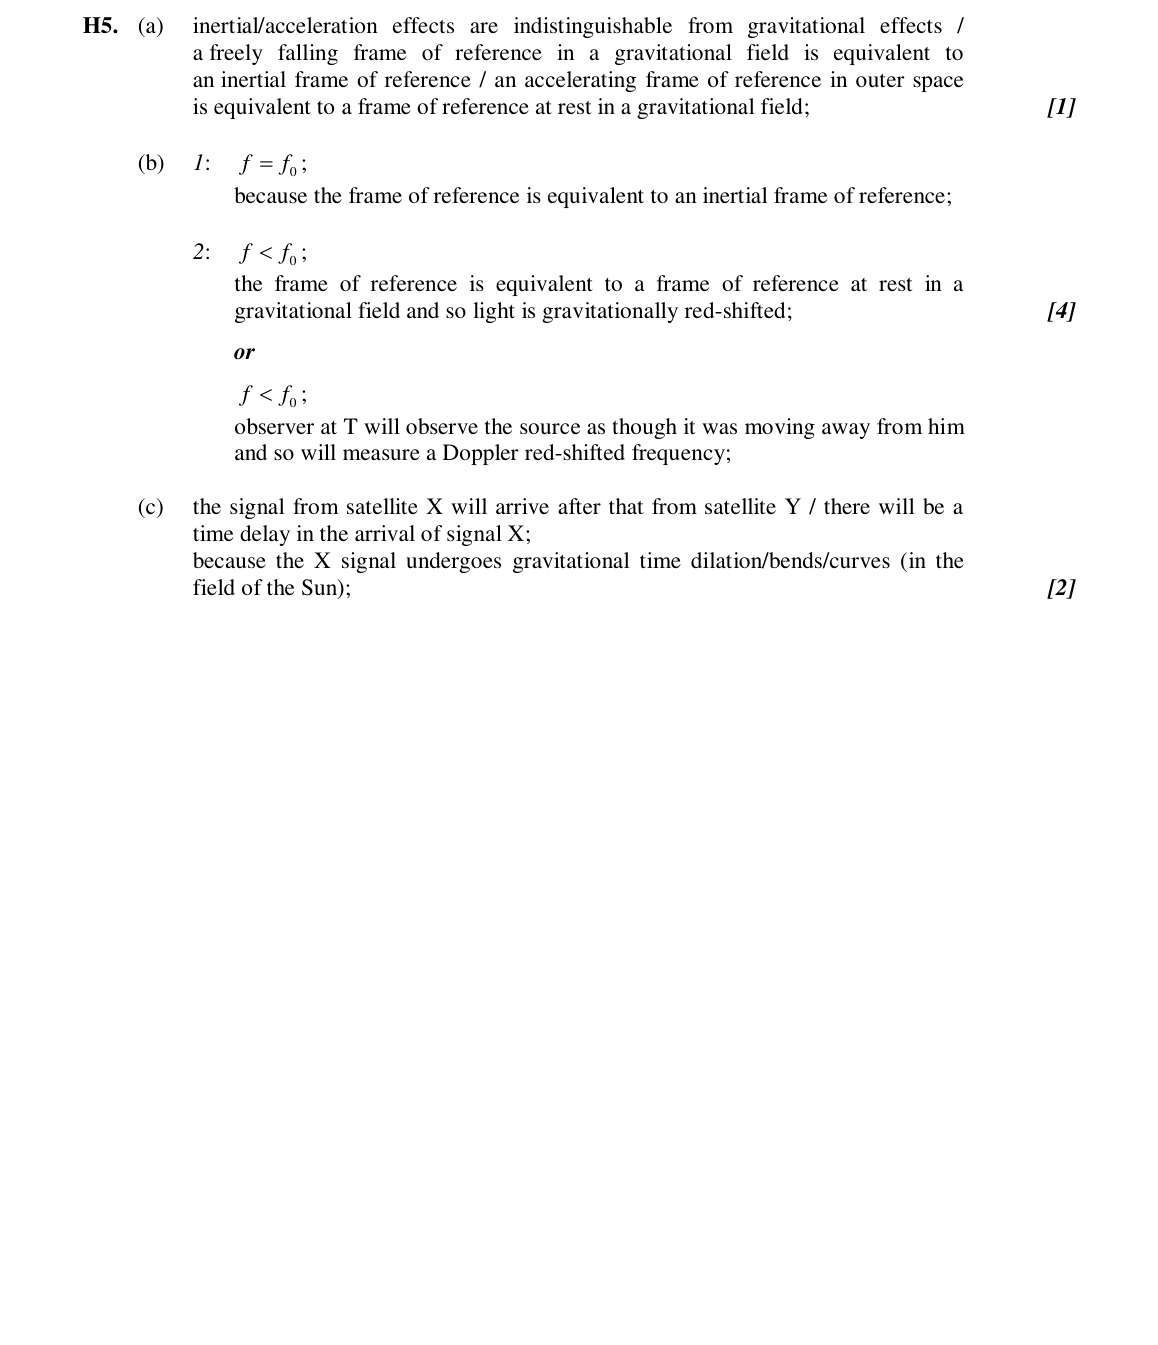 H5. (a) inertial/acceleration effects are indistinguishable from gravitational effects /
a freely falling frame of reference in a gravitational field is equivalent to
an inertial frame of reference / an accelerating frame of reference in outer space
is equivalent to a frame of reference at rest in a gravitational field; [1]
(b) 1: f = f₀;
because the frame of reference is equivalent to an inertial frame of reference;
2: f < f₀;
the frame of reference is equivalent to a frame of reference at rest in a
gravitational field and so light is gravitationally red-shifted; [4]
or
f < f₀;
observer at T will observe the source as though it was moving away from him
and so will measure a Doppler red-shifted frequency;
(c) the signal from satellite X will arrive after that from satellite Y / there will be a
time delay in the arrival of signal X;
because the X signal undergoes gravitational time dilation/bends/curves (in the
field of the Sun); [2]